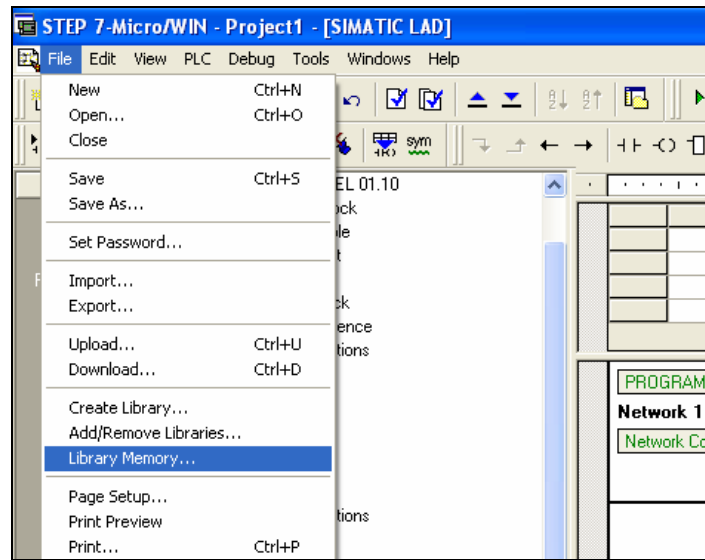 STEP 7-Micro/WIN - Project1 - [SIMATIC LAD]
File Edit View PLC Debug Tools Windows Help
New Ctrl+N
Open... Ctrl+O
Close
Save Ctrl+S
Save As...
Set Password...
Import...
Export...
Upload... Ctrl+U
Download... Ctrl+D
Create Library...
Add/Remove Libraries...
Library Memory...
Page Setup...
Print Preview
Print... Ctrl+P
sym
EL 01.10
ock
ble
t
ck
ence
tions
tions
PROGRAM
Network 1
Network Co